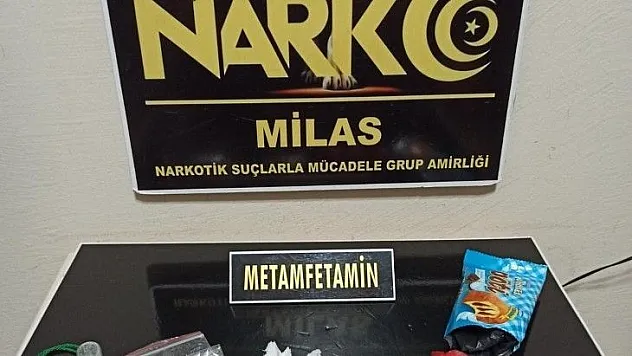 NARKO
MİLAS
NARKOTİK SUÇLARLA MÜCADELE GRUP AMİRLİĞİ
METAMFETAMİN